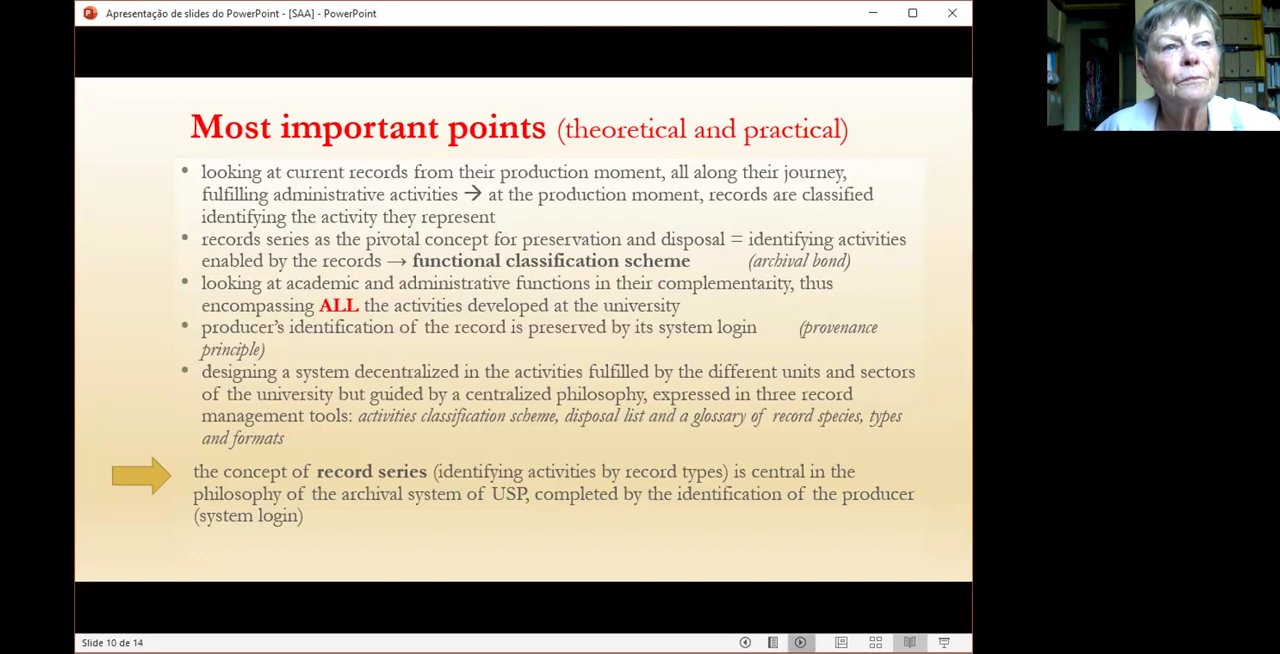 Apresentação de slides do PowerPoint - [SAA] - PowerPoint
Most important points (theoretical and practical)
• looking at current records from their production moment, all along their journey,
fulfilling administrative activities → at the production moment, records are classified
identifying the activity they represent
• records series as the pivotal concept for preservation and disposal = identifying activities
enabled by the records → functional classification scheme (archival bond)
• looking at academic and administrative functions in their complementarity, thus
encompassing ALL the activities developed at the university
• producer's identification of the record is preserved by its system login (provenance
principle)
• designing a system decentralized in the activities fulfilled by the different units and sectors
of the university but guided by a centralized philosophy, expressed in three record
management tools: activities classification scheme, disposal list and a glossary of record species, types
and formats
the concept of record series (identifying activities by record types) is central in the
philosophy of the archival system of USP, completed by the identification of the producer
(system login)
Slide 10 de 14